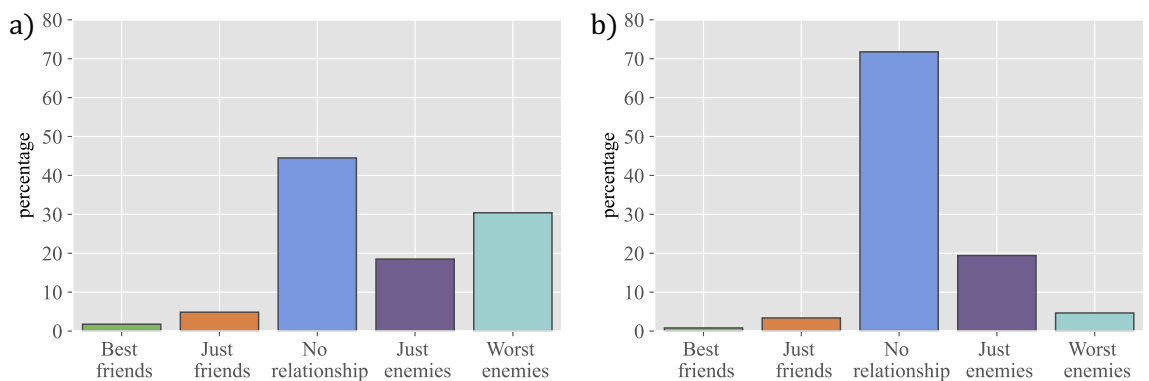 a)
80
70
60
50
40
30
20
10
0
percentage
Best friends
Just friends
No relationship
Just enemies
Worst enemies
b)
80
70
60
50
40
30
20
10
0
percentage
Best friends
Just friends
No relationship
Just enemies
Worst enemies